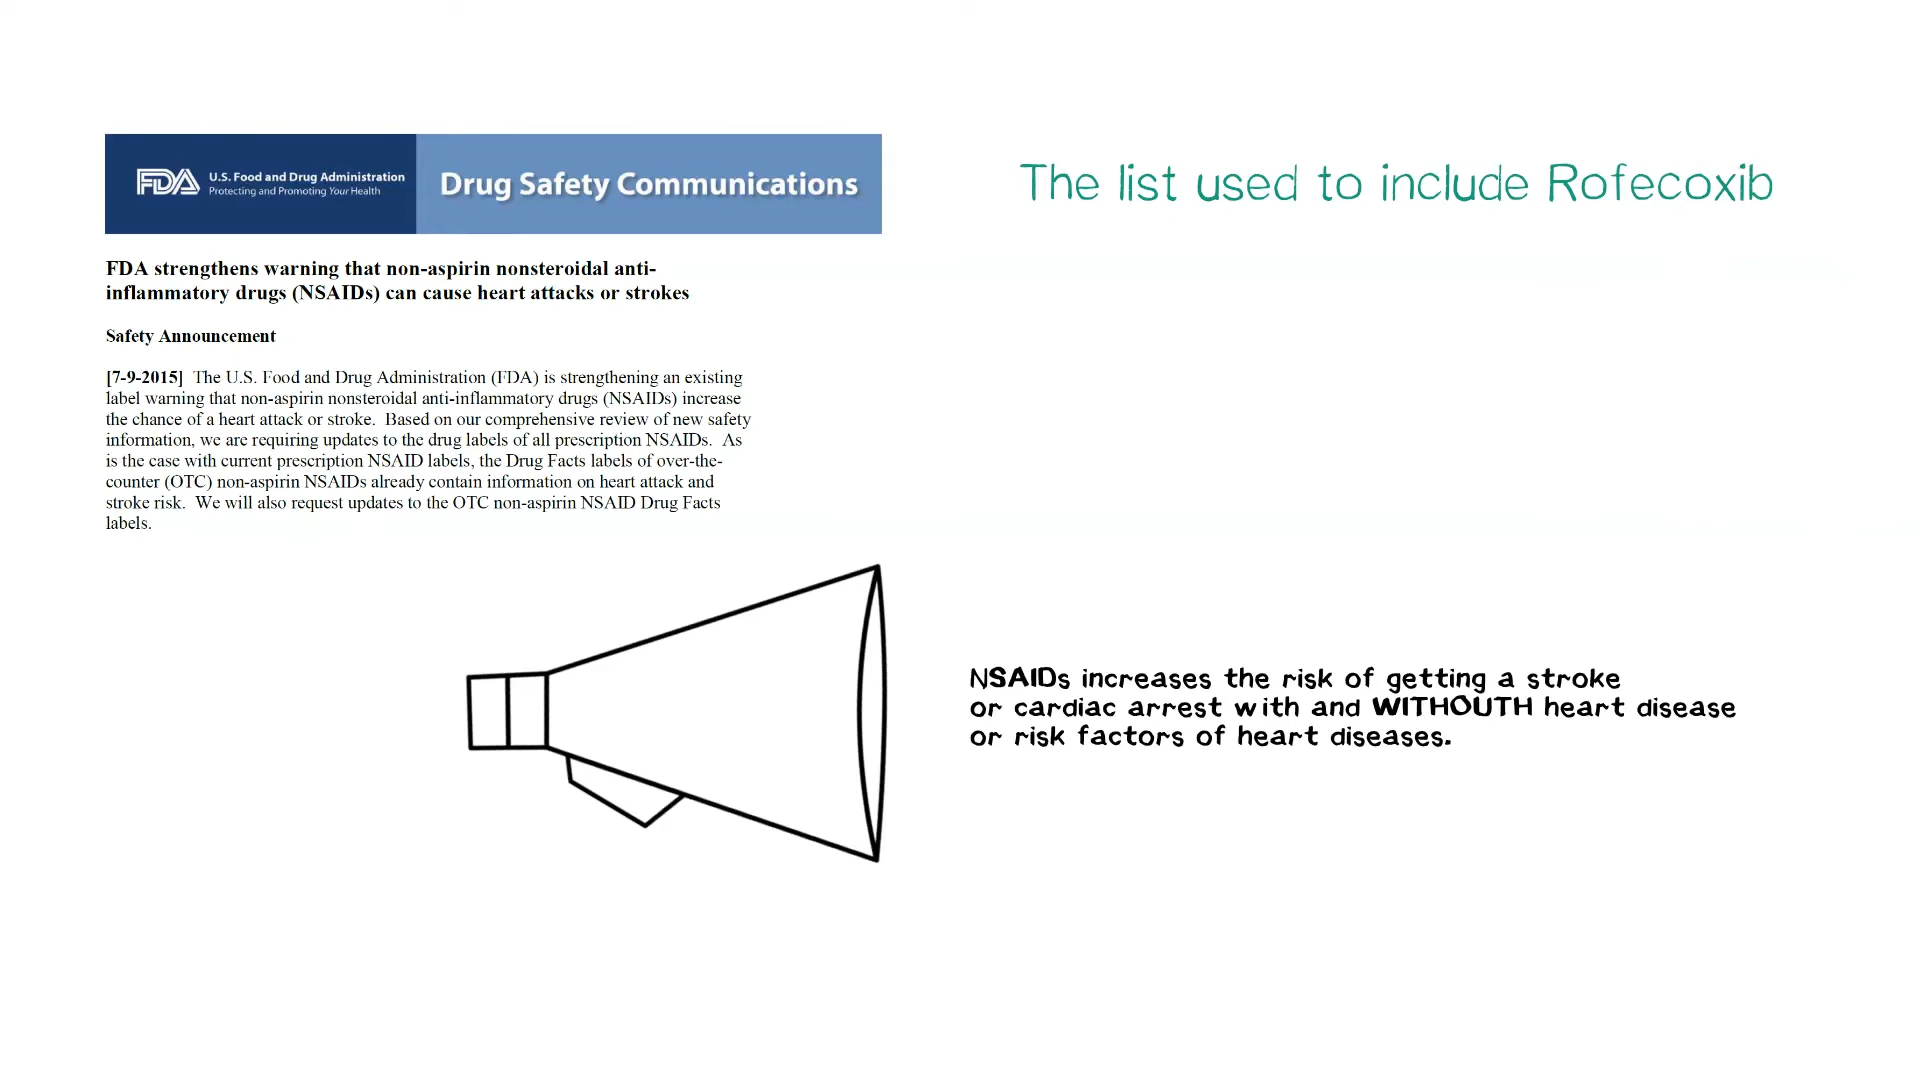 FDA U.S. Food and Drug Administration
Protecting and Promoting Your Health
Drug Safety Communications
The list used to include Rofecoxib
FDA strengthens warning that non-aspirin nonsteroidal anti-
inflammatory drugs (NSAIDs) can cause heart attacks or strokes
Safety Announcement
[7-9-2015] The U.S. Food and Drug Administration (FDA) is strengthening an existing
label warning that non-aspirin nonsteroidal anti-inflammatory drugs (NSAIDs) increase
the chance of a heart attack or stroke. Based on our comprehensive review of new safety
information, we are requiring updates to the drug labels of all prescription NSAIDs. As
is the case with current prescription NSAID labels, the Drug Facts labels of over-the-
counter (OTC) non-aspirin NSAIDs already contain information on heart attack and
stroke risk. We will also request updates to the OTC non-aspirin NSAID Drug Facts
labels.
NSAIDs increases the risk of getting a stroke
or cardiac arrest with and WITHOUTH heart disease
or risk factors of heart diseases.